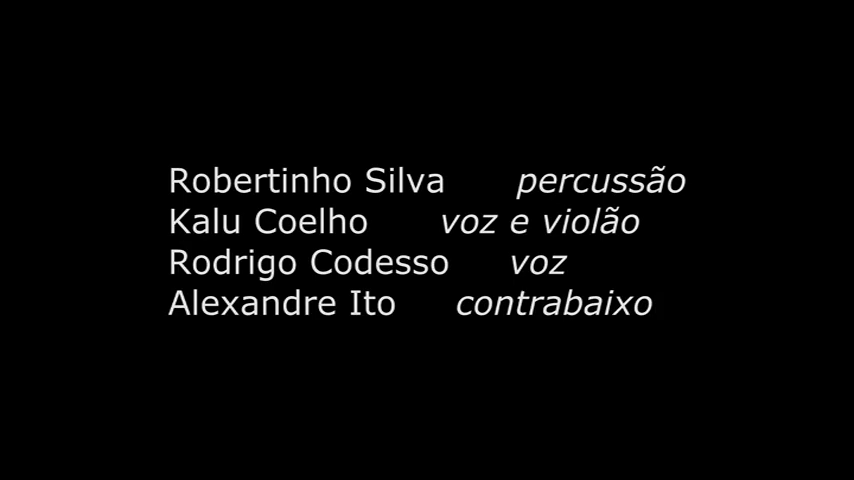 Robertinho Silva percussão
Kalu Coelho voz e violão
Rodrigo Codesso voz
Alexandre Ito contrabaixo